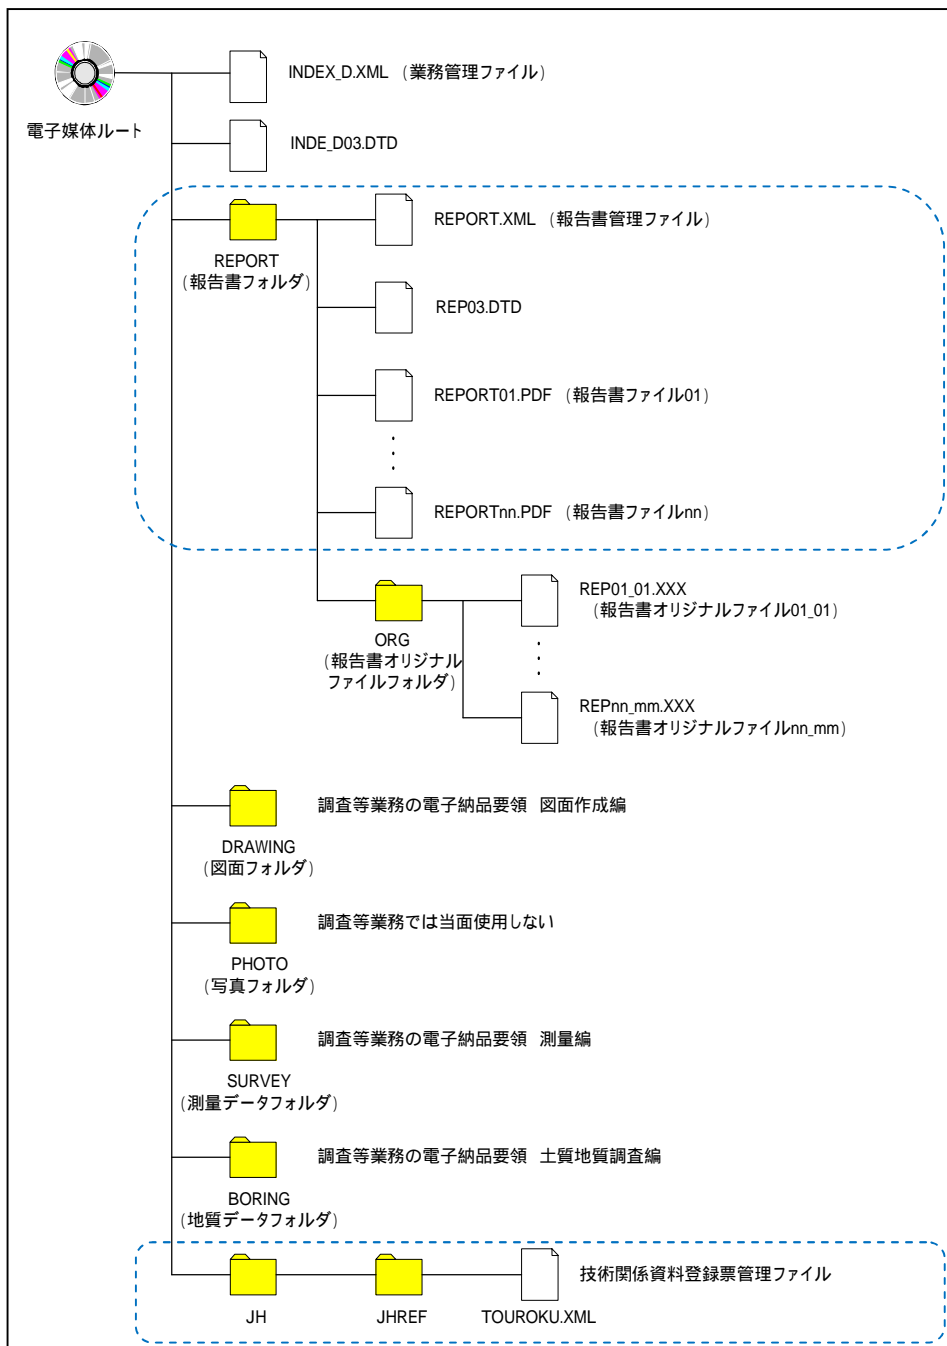 INDEX_D.XML (業務管理ファイル)
電子媒体ルート
INDE_D03.DTD
REPORT
(報告書フォルダ)
REPORT.XML (報告書管理ファイル)
REP03.DTD
REPORT01.PDF (報告書ファイル01)
REPORTnn.PDF (報告書ファイルnn)
ORG
(報告書オリジナル
ファイルフォルダ)
REP01_01.XXX
(報告書オリジナルファイル01_01)
REPnn_mm.XXX
(報告書オリジナルファイルnn_mm)
調査等業務の電子納品要領 図面作成編
DRAWING
(図面フォルダ)
調査等業務では当面使用しない
PHOTO
(写真フォルダ)
調査等業務の電子納品要領 測量編
SURVEY
(測量データフォルダ)
調査等業務の電子納品要領 土質地質調査編
BORING
(地質データフォルダ)
技術関係資料登録票管理ファイル
JH
JHREF
TOUROKU.XML